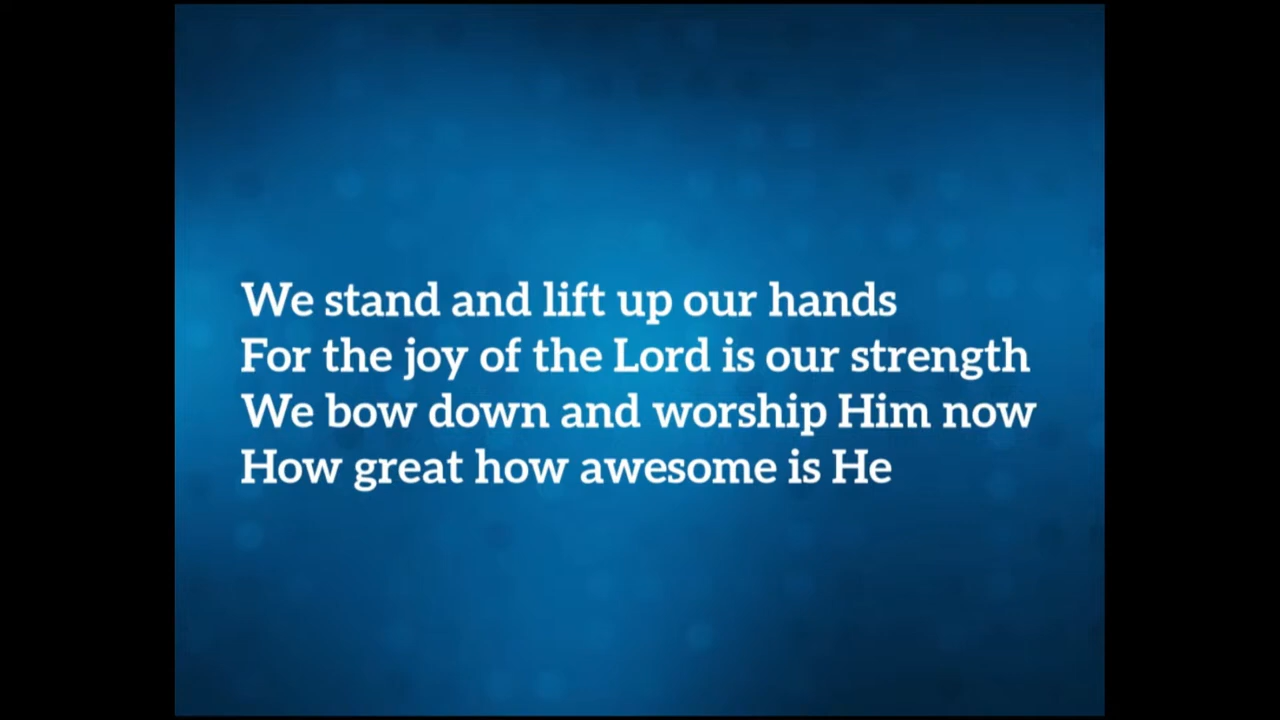 We stand and lift up our hands
For the joy of the Lord is our strength
We bow down and worship Him now
How great how awesome is He